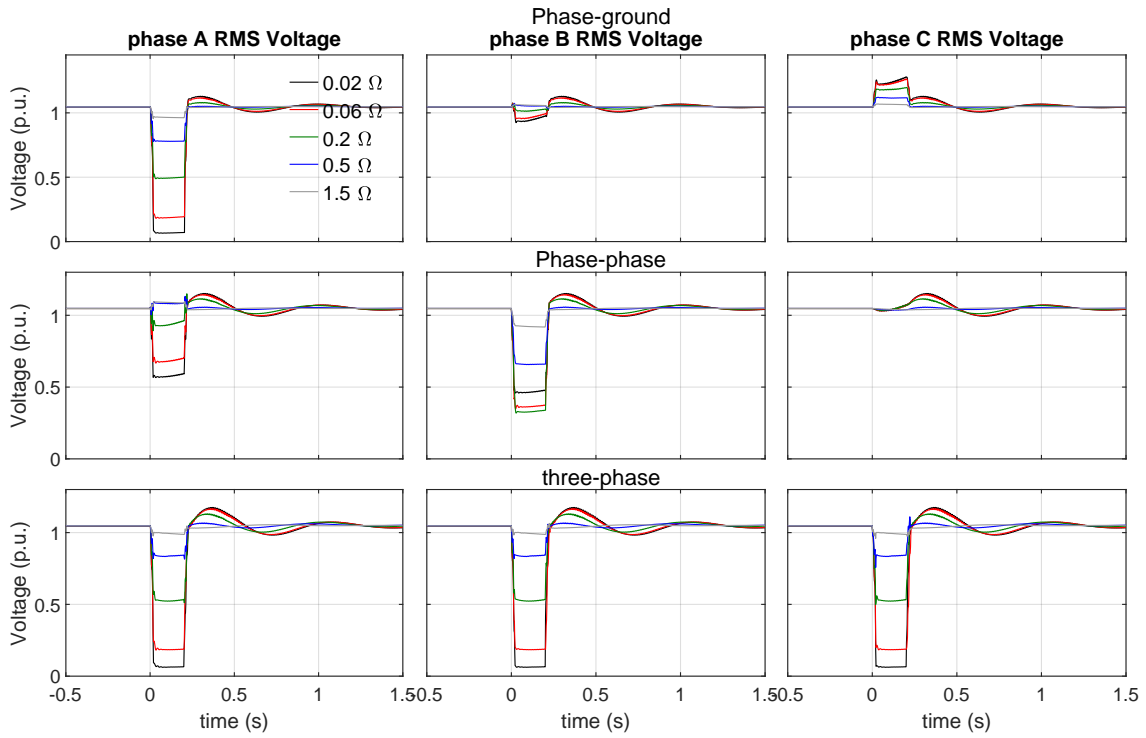 Phase-ground
phase A RMS Voltage
phase B RMS Voltage
phase C RMS Voltage
Voltage (p.u.)
1
0.5
0
0.02 Ω
0.06 Ω
0.2 Ω
0.5 Ω
1.5 Ω
Phase-phase
Voltage (p.u.)
1
0.5
0
three-phase
Voltage (p.u.)
1
0.5
0
-0.5 0 0.5 1 1.5
-0.5 0 0.5 1 1.5
-0.5 0 0.5 1 1.5
time (s)
time (s)
time (s)